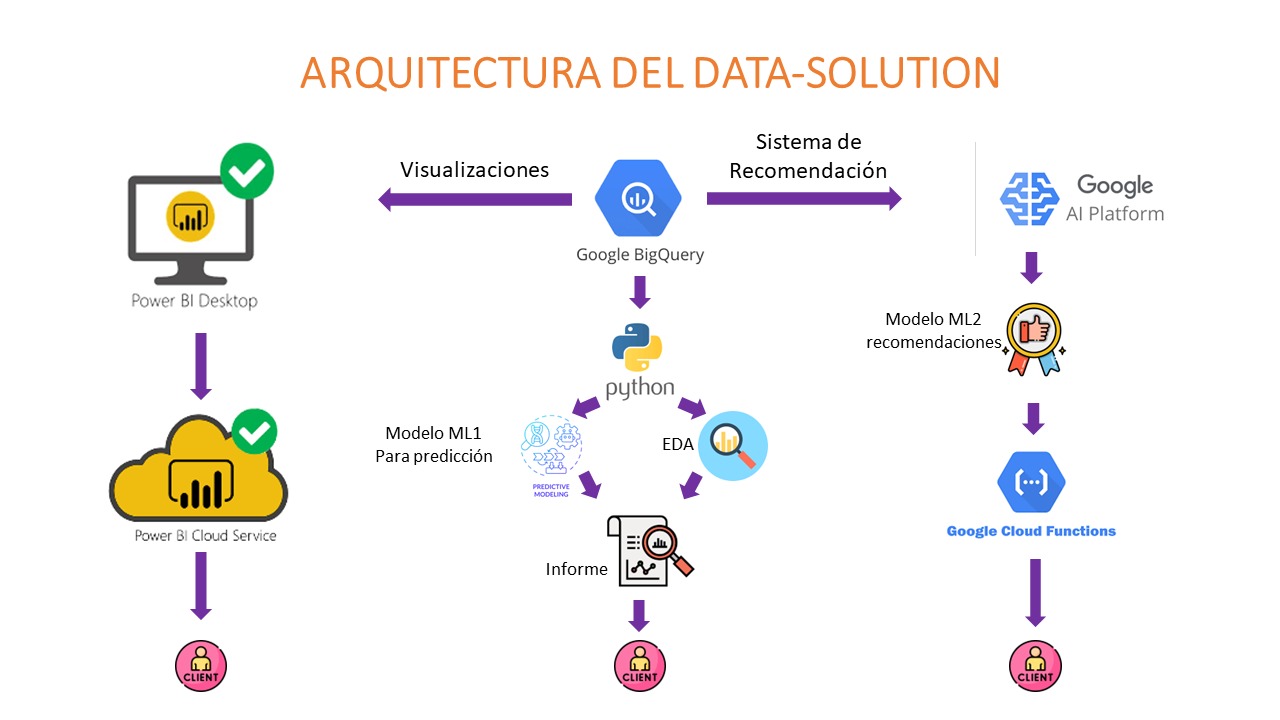 ARQUITECTURA DEL DATA-SOLUTION
Visualizaciones
Sistema de
Recomendación
Google
AI Platform
Google BigQuery
Power BI Desktop
python
Modelo ML2
recomendaciones
Modelo ML1
Para predicción
PREDICTIVE
MODELING
EDA
Power BI Cloud Service
Google Cloud Functions
Informe
CLIENT
CLIENT
CLIENT